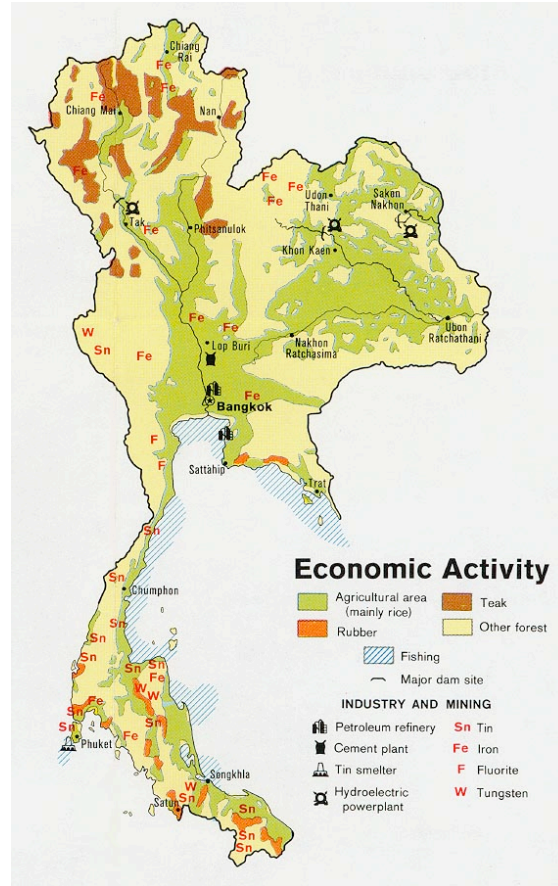 Chiang
Rai
Fe
Fe
Fe
Chiang Mai
Nan
Fe
Fe
Fe
Fe
Udon
Thani
Sakon
Nakhon
Tak
Fe
Phitsanulok
Khon Kaen
Fe
Fe
Ubon
Ratchathani
W
Sn
Fe
Lop Buri
Nakhon
Ratchasima
Fe
Bangkok
F
F
Sattahip
Trat
Sn
Sn
Chumphon
Sn
Sn
Sn
Sn
Sn
Fe
W
W
Fe
Sn
Sn
Sn
Fe
Phuket
Songkhla
W
Sn
Satun
Sn
Sn
Sn
Sn
Economic Activity
Agricultural area
(mainly rice)
Teak
Rubber
Other forest
Fishing
Major dam site
INDUSTRY AND MINING
Petroleum refinery
Sn Tin
Cement plant
Fe Iron
Tin smelter
F Fluorite
Hydroelectric
powerplant
W Tungsten